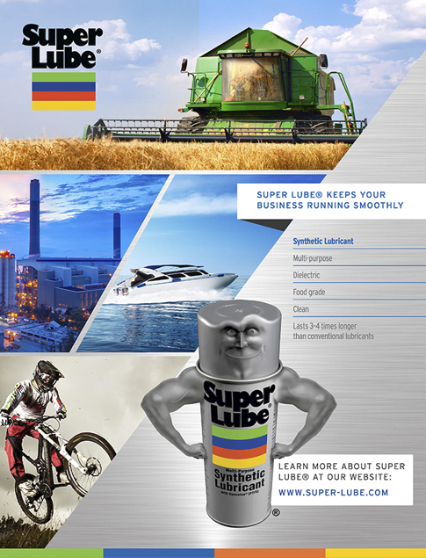 Super
Lube®
SUPER LUBE® KEEPS YOUR
BUSINESS RUNNING SMOOTHLY
Synthetic Lubricant
Multi-purpose
Dielectric
Food grade
Clean
Lasts 3-4 times longer
than conventional lubricants
Super
Lube®
Multi-Purpose
Synthetic
Lubricant
®
LEARN MORE ABOUT SUPER
LUBE® AT OUR WEBSITE:
WWW.SUPER-LUBE.COM